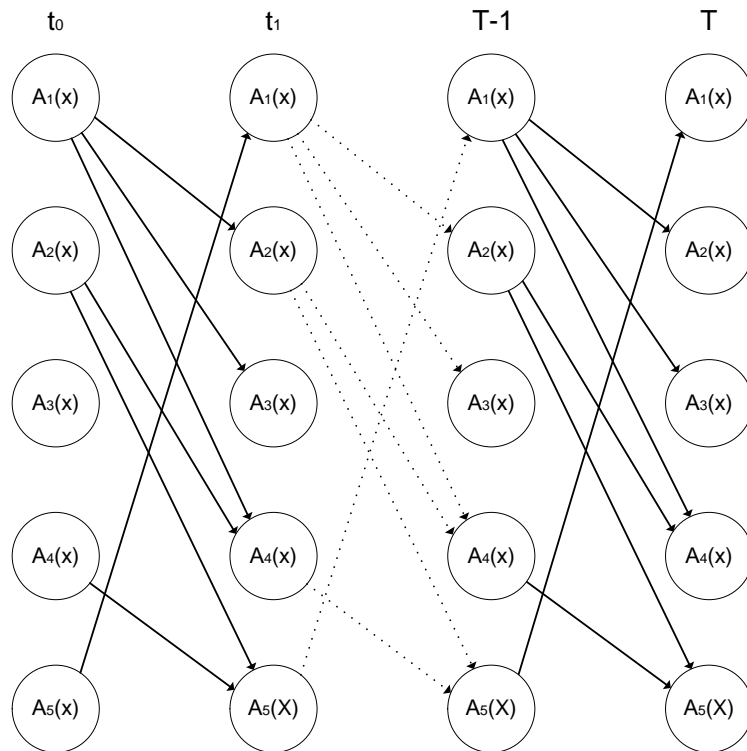 t₀ t₁ T-1 T
A₁(x) A₁(x) A₁(x) A₁(x)
A₂(x) A₂(x) A₂(x) A₂(x)
A₃(x) A₃(x) A₃(x) A₃(x)
A₄(x) A₄(x) A₄(x) A₄(x)
A₅(x) A₅(X) A₅(X) A₅(X)